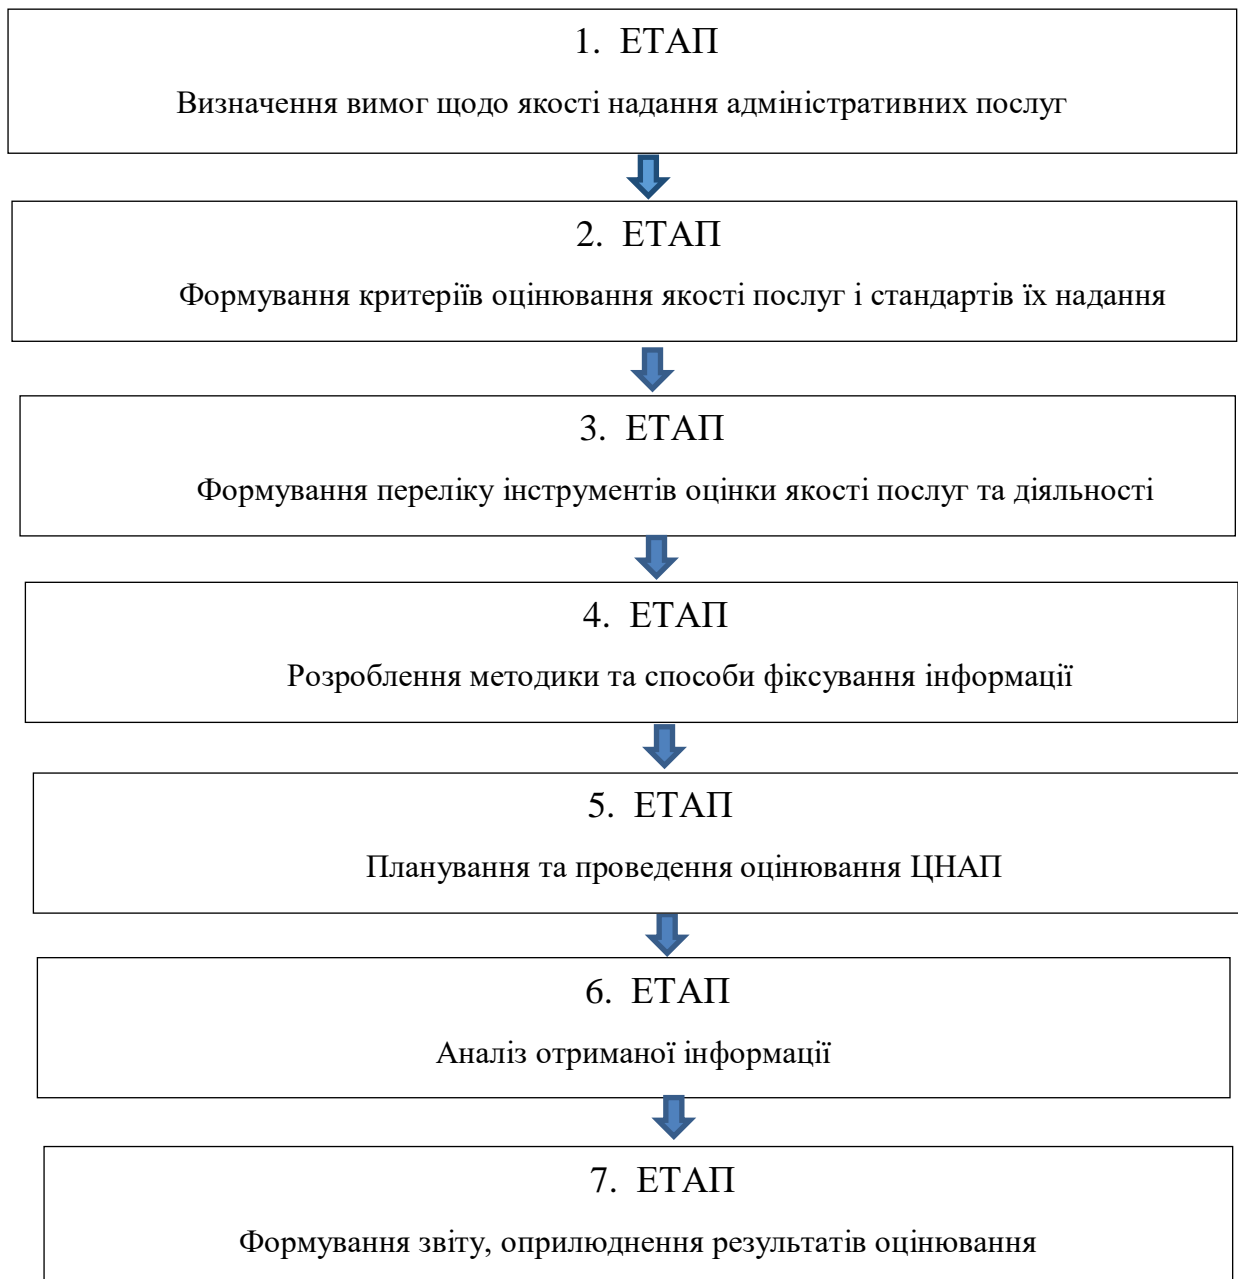 1. ЕТАП
Визначення вимог щодо якості надання адміністративних послуг
2. ЕТАП
Формування критеріїв оцінювання якості послуг і стандартів їх надання
3. ЕТАП
Формування переліку інструментів оцінки якості послуг та діяльності
4. ЕТАП
Розроблення методики та способи фіксування інформації
5. ЕТАП
Планування та проведення оцінювання ЦНАП
6. ЕТАП
Аналіз отриманої інформації
7. ЕТАП
Формування звіту, оприлюднення результатів оцінювання